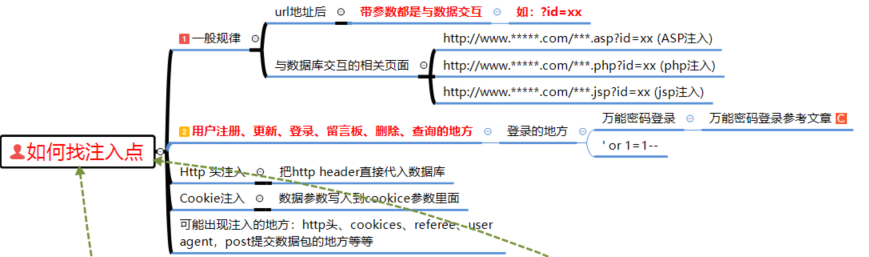 url地址后
带参数都是与数据交互
如：?id=xx
1 一般规律
http://www.*****.com/***.asp?id=xx (ASP注入)
与数据库交互的相关页面
http://www.*****.com/***.php?id=xx (php注入)
http://www.*****.com/***.jsp?id=xx (jsp注入)
2 用户注册、更新、登录、留言板、删除、查询的地方
登录的地方
万能密码登录
万能密码登录参考文章
' or 1=1--
如何找注入点
Http 头注入
把http header直接代入数据库
Cookie注入
数据参数写入到cookice参数里面
可能出现注入的地方：http头、cookices、referee、user
agent，post提交数据包的地方等等